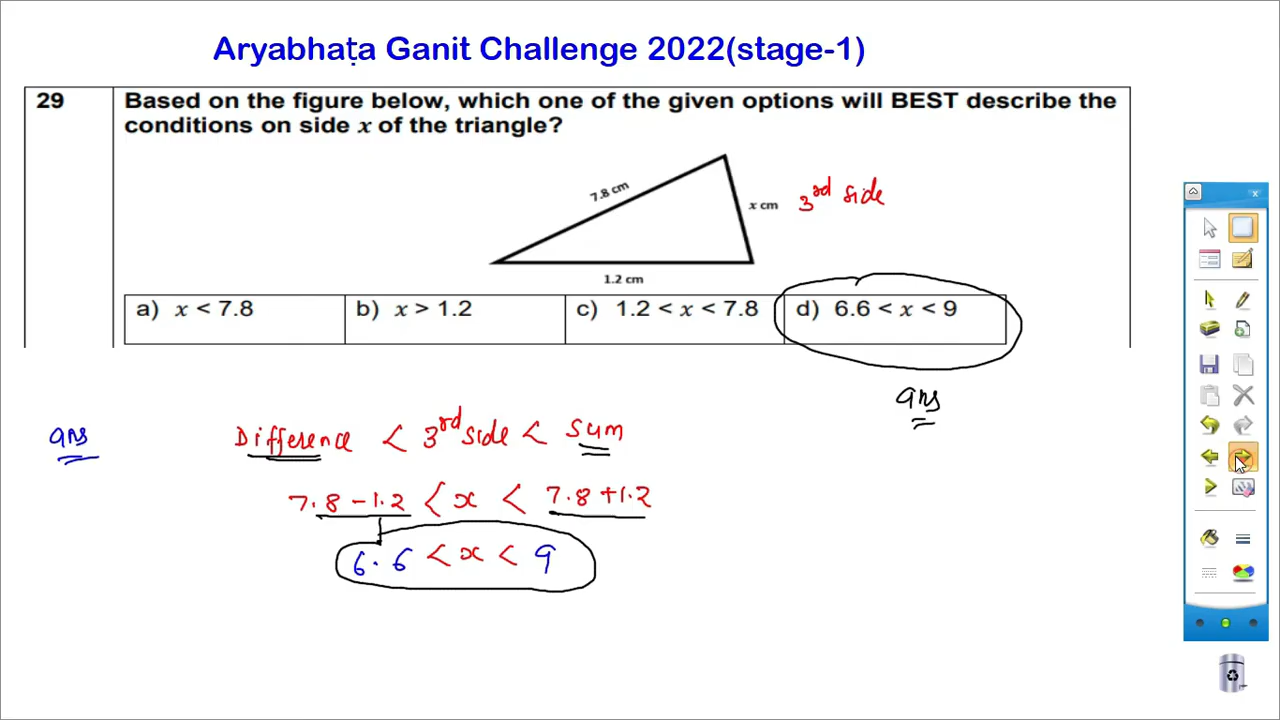 Aryabhaṭa Ganit Challenge 2022(stage-1)
29
Based on the figure below, which one of the given options will BEST describe the
conditions on side x of the triangle?
7.8 cm
x cm
3rd side
1.2 cm
a) x < 7.8
b) x > 1.2
c) 1.2 < x < 7.8
d) 6.6 < x < 9
ans
ans
Difference < 3rd side < sum
7.8 - 1.2 < x < 7.8 + 1.2
6.6 < x < 9